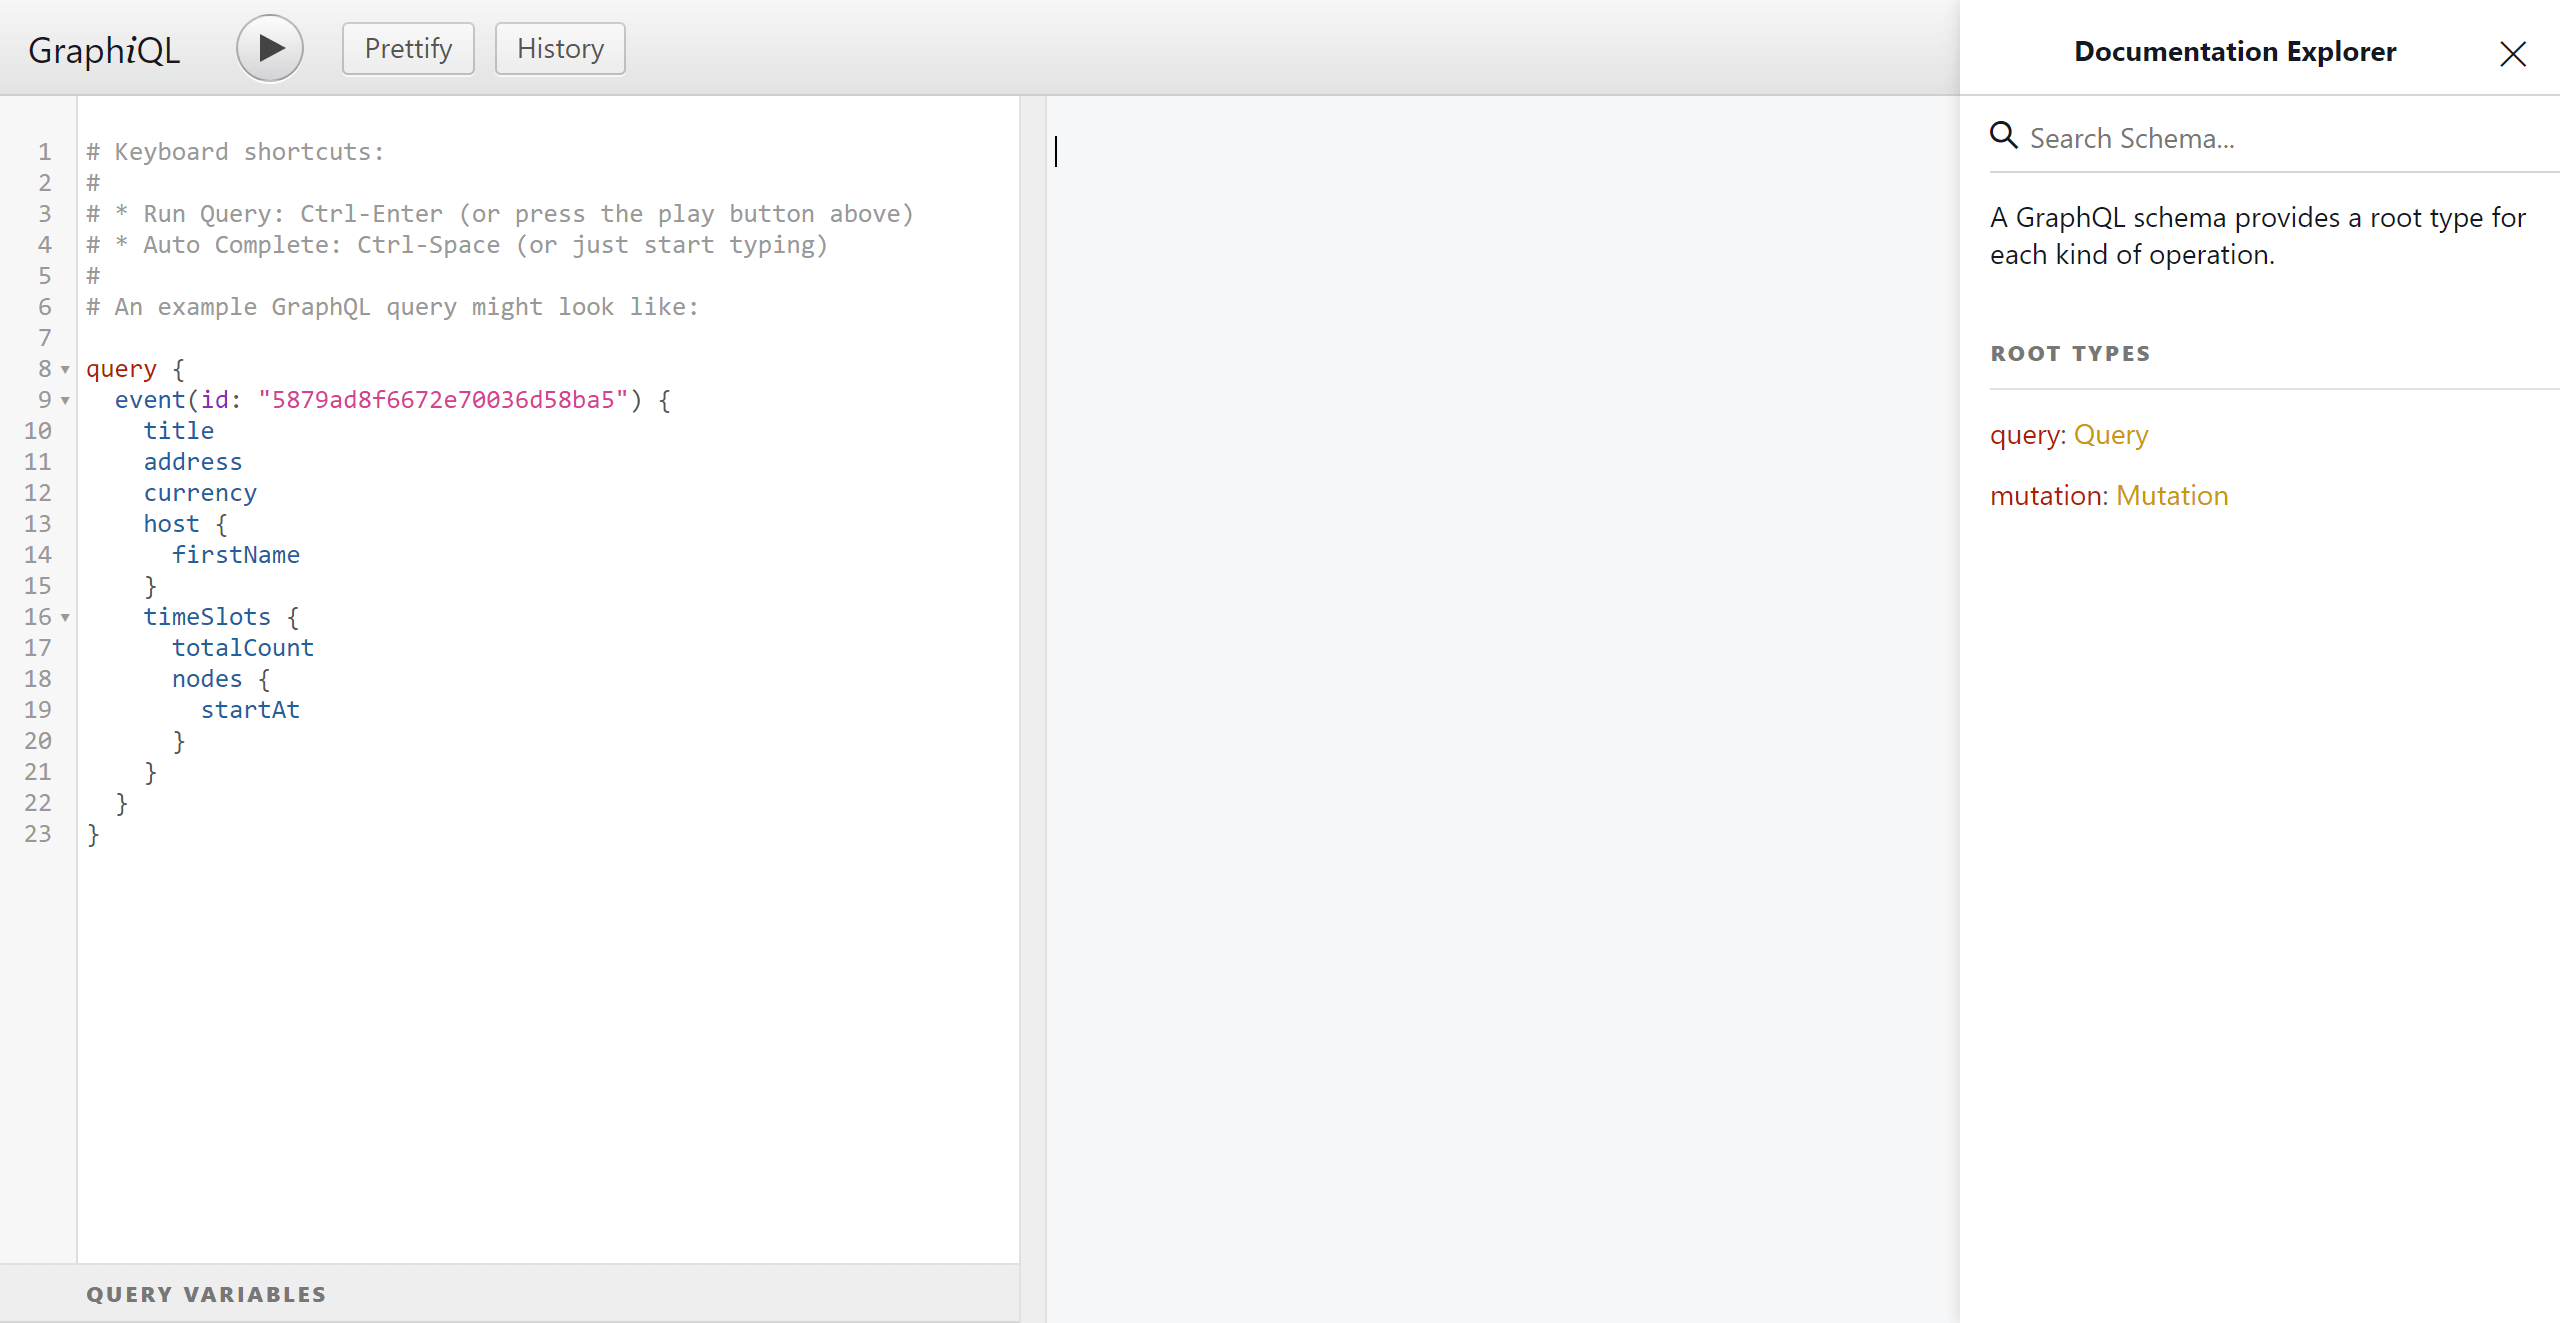 GraphiQL
Prettify
History
1 # Keyboard shortcuts:
2 #
3 # * Run Query: Ctrl-Enter (or press the play button above)
4 # * Auto Complete: Ctrl-Space (or just start typing)
5 #
6 # An example GraphQL query might look like:
7
8 query {
9   event(id: "5879ad8f6672e70036d58ba5") {
10     title
11     address
12     currency
13     host {
14       firstName
15     }
16     timeSlots {
17       totalCount
18       nodes {
19         startAt
20       }
21     }
22   }
23 }
QUERY VARIABLES
Documentation Explorer
Search Schema...
A GraphQL schema provides a root type for
each kind of operation.
ROOT TYPES
query: Query
mutation: Mutation